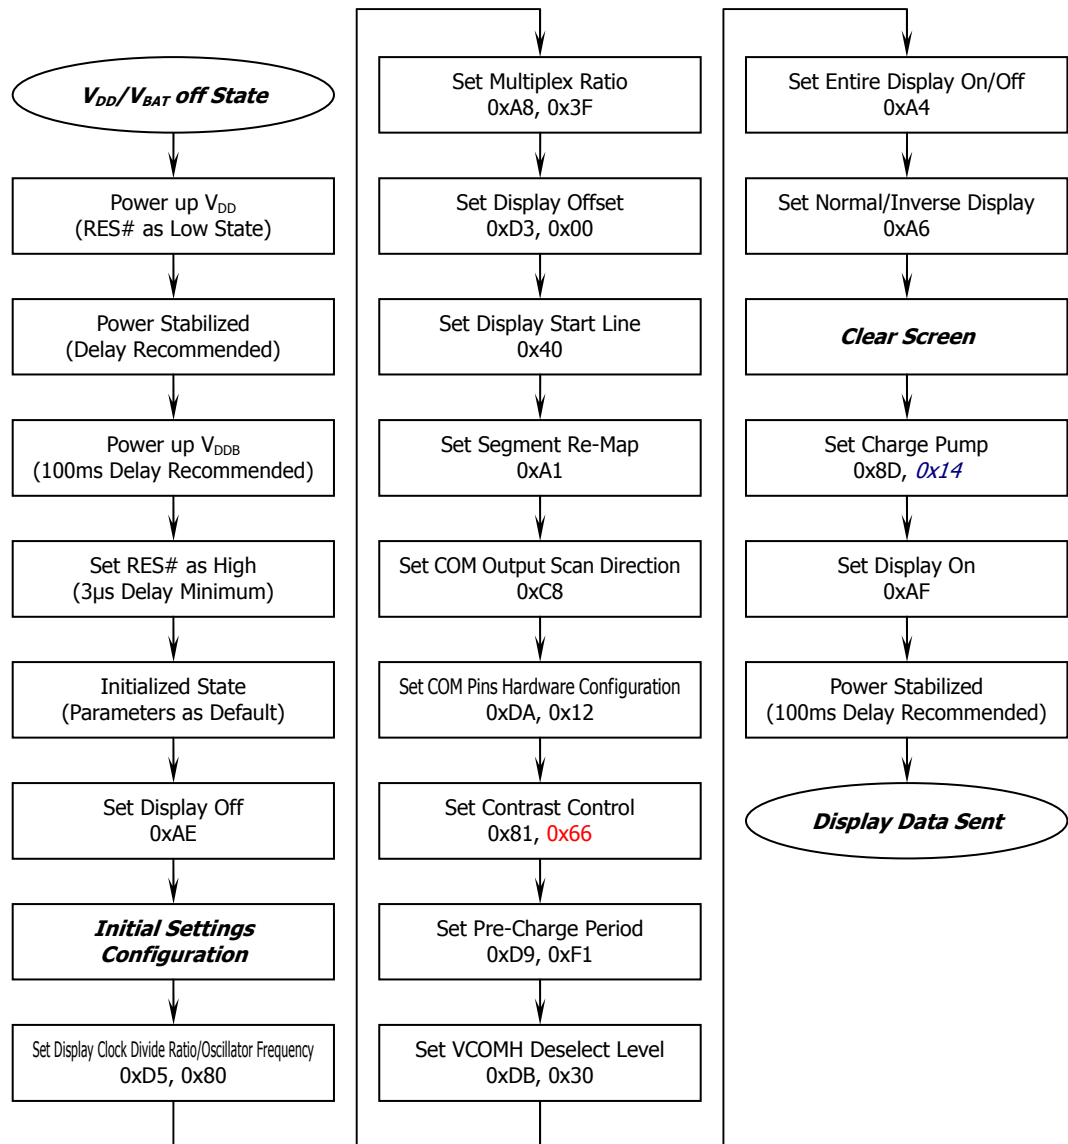 V_DD/V_BAT off State
Power up V_DD
(RES# as Low State)
Power Stabilized
(Delay Recommended)
Power up V_DDB
(100ms Delay Recommended)
Set RES# as High
(3µs Delay Minimum)
Initialized State
(Parameters as Default)
Set Display Off
0xAE
Initial Settings
Configuration
Set Display Clock Divide Ratio/Oscillator Frequency
0xD5, 0x80
Set Multiplex Ratio
0xA8, 0x3F
Set Display Offset
0xD3, 0x00
Set Display Start Line
0x40
Set Segment Re-Map
0xA1
Set COM Output Scan Direction
0xC8
Set COM Pins Hardware Configuration
0xDA, 0x12
Set Contrast Control
0x81, 0x66
Set Pre-Charge Period
0xD9, 0xF1
Set VCOMH Deselect Level
0xDB, 0x30
Set Entire Display On/Off
0xA4
Set Normal/Inverse Display
0xA6
Clear Screen
Set Charge Pump
0x8D, 0x14
Set Display On
0xAF
Power Stabilized
(100ms Delay Recommended)
Display Data Sent